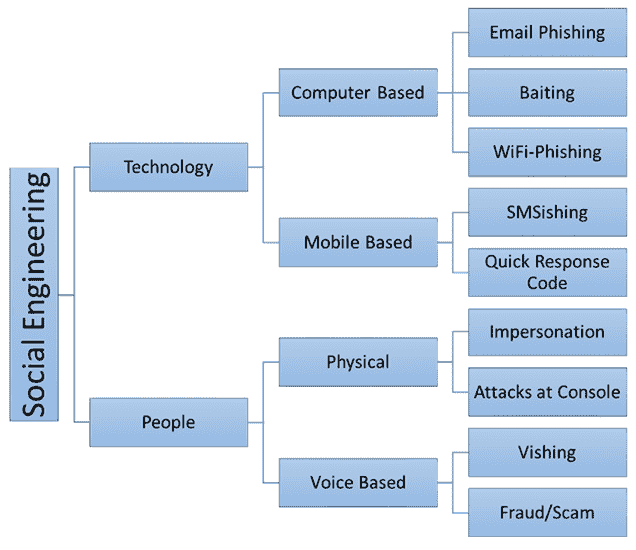 Social Engineering
Technology
People
Computer Based
Mobile Based
Physical
Voice Based
Email Phishing
Baiting
WiFi-Phishing
SMSishing
Quick Response
Code
Impersonation
Attacks at Console
Vishing
Fraud/Scam